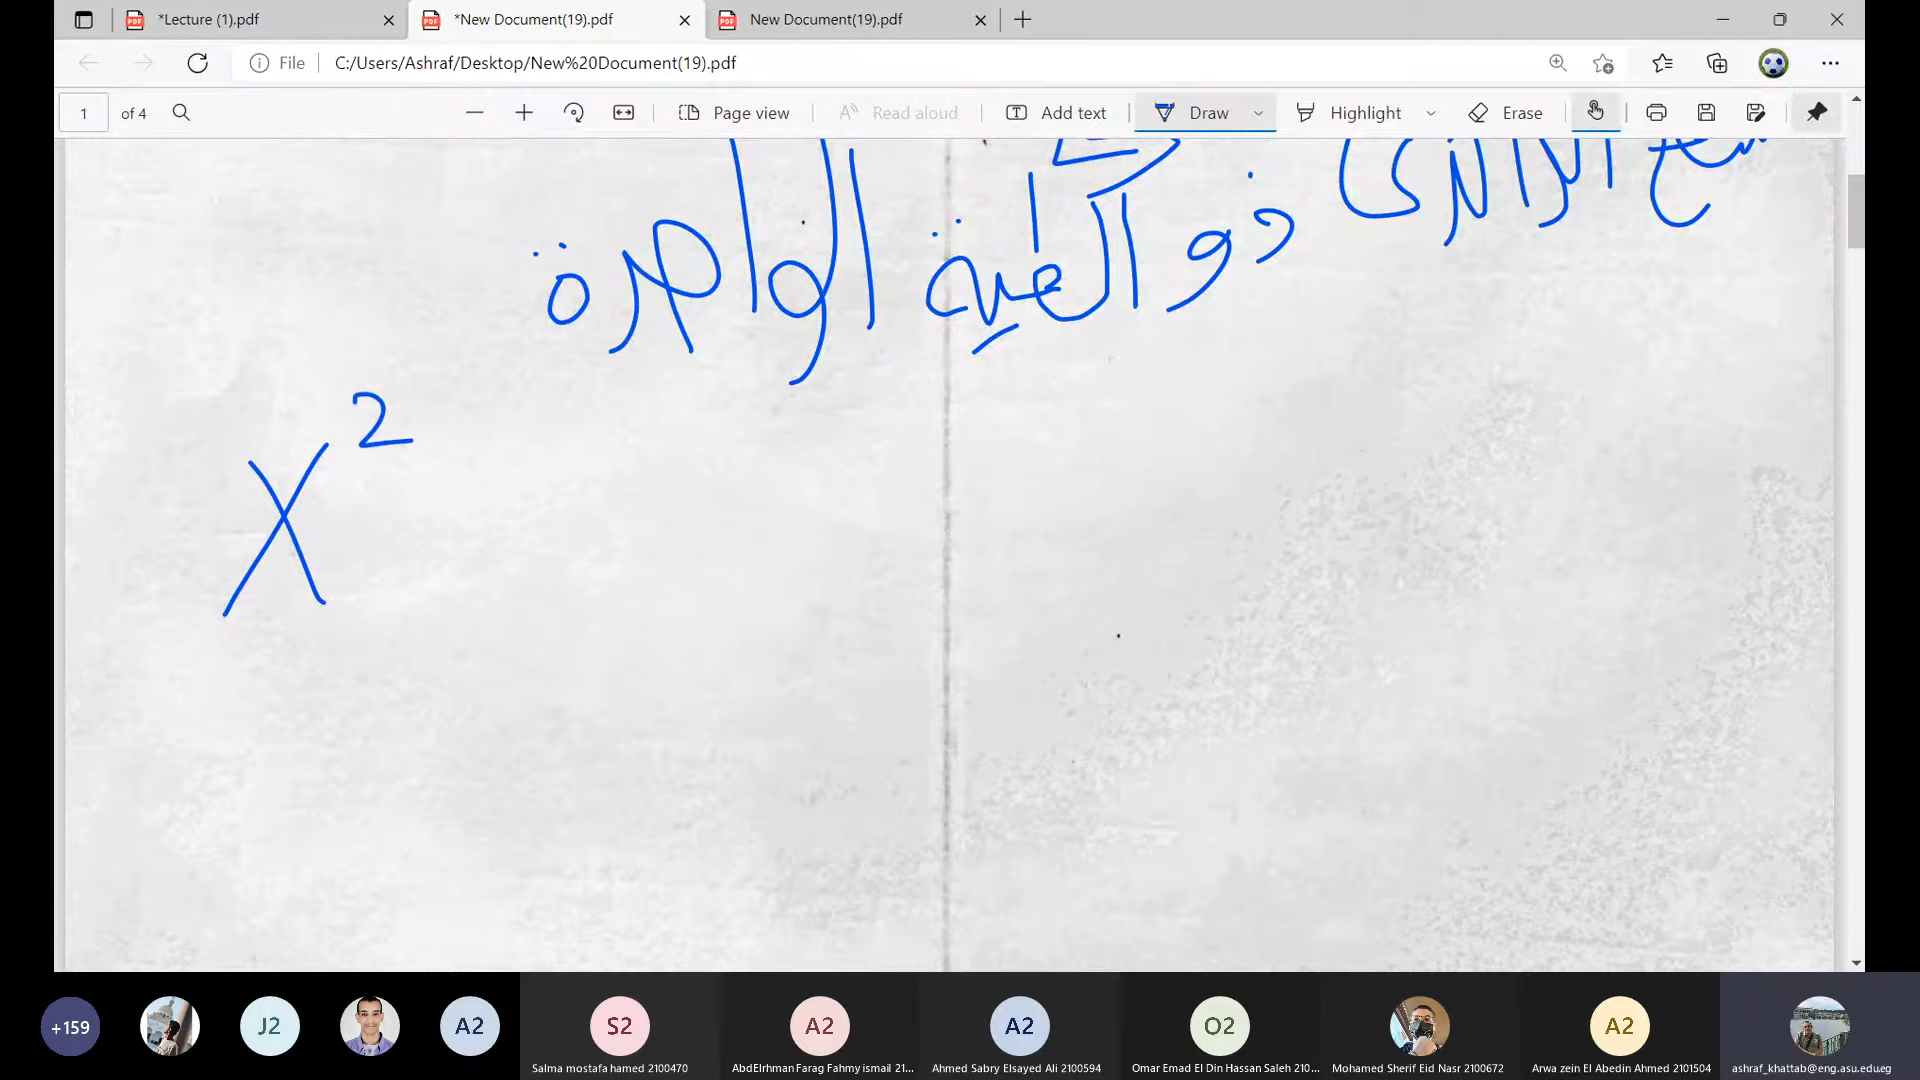 *Lecture (1).pdf *New Document(19).pdf New Document(19).pdf
File C:/Users/Ashraf/Desktop/New%20Document(19).pdf
1 of 4 Page view Read aloud Add text Draw Highlight Erase
ذو العينة الواحدة
X²
+159 J2 A2 S2 A2 A2 O2 A2
Salma mostafa hamed 2100470 AbdElrhman Farag Fahmy ismail 21... Ahmed Sabry Elsayed Ali 2100594 Omar Emad El Din Hassan Saleh 210... Mohamed Sherif Eid Nasr 2100672 Arwa zein El Abedin Ahmed 2101504 ashraf_khattab@eng.asu.edu.eg